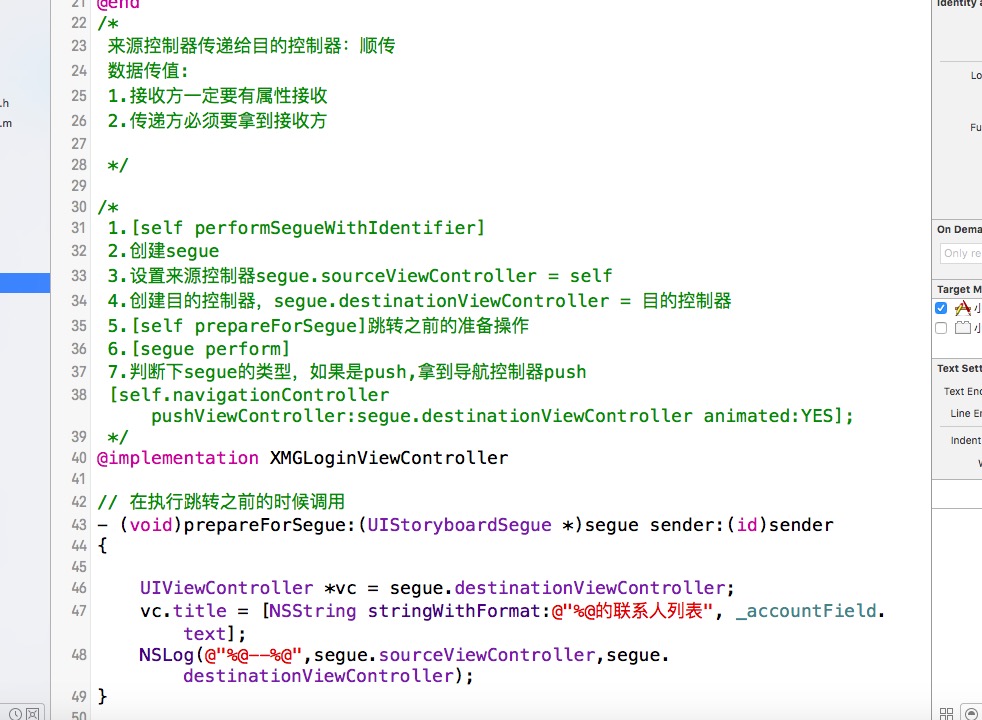 21 @end
22 /*
23 来源控制器传递给目的控制器：顺传
24 数据传值：
25 1.接收方一定要有属性接收
26 2.传递方必须要拿到接收方
27
28 */
29
30 /*
31 1.[self performSegueWithIdentifier]
32 2.创建segue
33 3.设置来源控制器segue.sourceViewController = self
34 4.创建目的控制器，segue.destinationViewController = 目的控制器
35 5.[self prepareForSegue]跳转之前的准备操作
36 6.[segue perform]
37 7.判断下segue的类型，如果是push,拿到导航控制器push
38 [self.navigationController
pushViewController:segue.destinationViewController animated:YES];
39 */
40 @implementation XMGLoginViewController
41
42 // 在执行跳转之前的时候调用
43 - (void)prepareForSegue:(UIStoryboardSegue *)segue sender:(id)sender
44 {
45
46 UIViewController *vc = segue.destinationViewController;
47 vc.title = [NSString stringWithFormat:@"%@的联系人列表", _accountField.
text];
48 NSLog(@"%@--%@",segue.sourceViewController,segue.
destinationViewController);
49 }
50
.h
.m
Identity a
Lo
Fu
On Dema
Only re
Target M
小
小
Text Sett
Text Enc
Line En
Indent